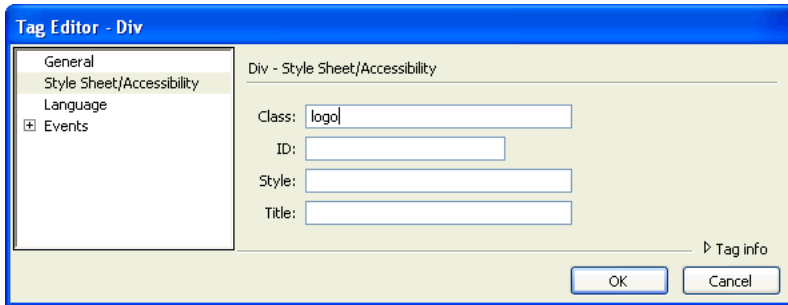 Tag Editor - Div
General
Style Sheet/Accessibility
Language
Events
Div - Style Sheet/Accessibility
Class: logo
ID:
Style:
Title:
Tag info
OK Cancel